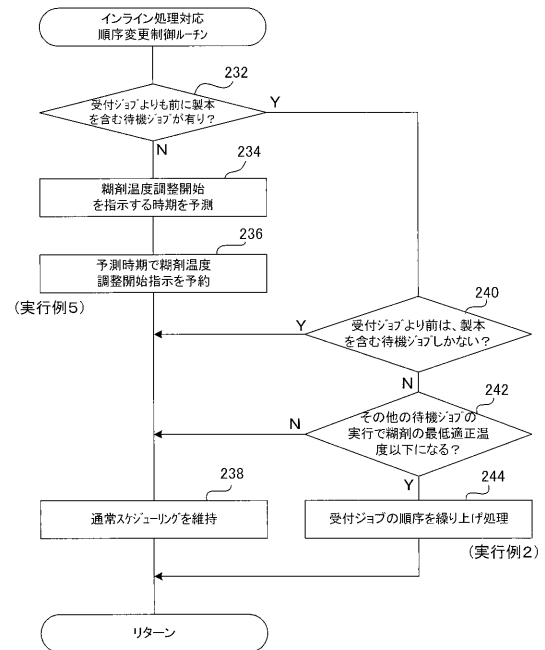 インライン処理対応
順序変更制御ルーチン
232
受付ジョブよりも前に製本
を含む待機ジョブが有り?
Y
N
234
糊剤温度調整開始
を指示する時期を予測
236
予測時期で糊剤温度
調整開始指示を予約
(実行例5)
240
受付ジョブより前は、製本
を含む待機ジョブしかない?
Y
N
242
その他の待機ジョブの
実行で糊剤の最低適正温
度以下になる?
N
Y
238
通常スケジューリングを維持
244
受付ジョブの順序を繰り上げ処理
(実行例2)
リターン